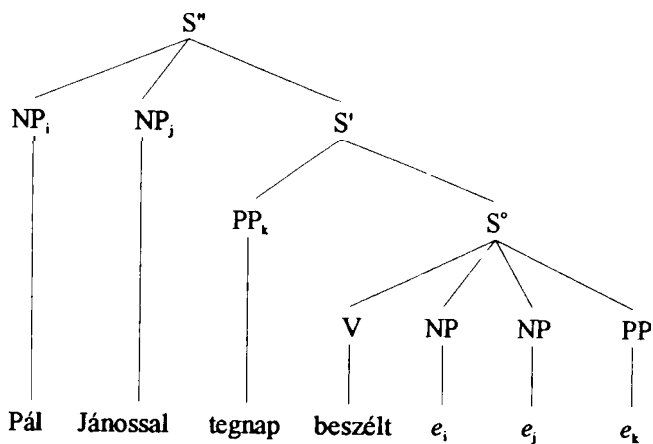 S"
NPᵢ NPⱼ S'
PPₖ S°
V NP NP PP
Pál Jánossal tegnap beszélt eᵢ eⱼ eₖ